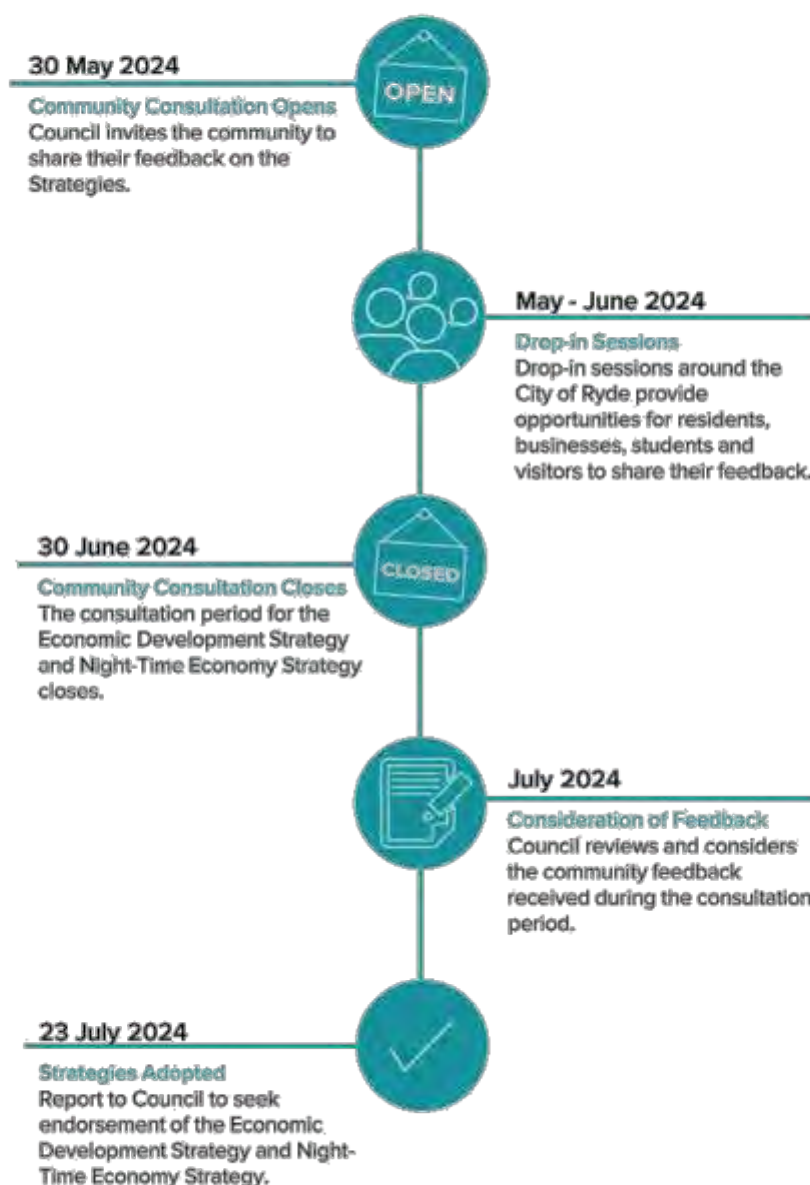 30 May 2024
OPEN
Community Consultation Opens
Council invites the community to
share their feedback on the
Strategies.
May - June 2024
Drop-in Sessions
Drop-in sessions around the
City of Ryde provide
opportunities for residents,
businesses, students and
visitors to share their feedback.
30 June 2024
CLOSED
Community Consultation Closes
The consultation period for the
Economic Development Strategy
and Night-Time Economy Strategy
closes.
July 2024
Consideration of Feedback
Council reviews and considers
the community feedback
received during the consultation
period.
23 July 2024
Strategies Adopted
Report to Council to seek
endorsement of the Economic
Development Strategy and Night-
Time Economy Strategy.